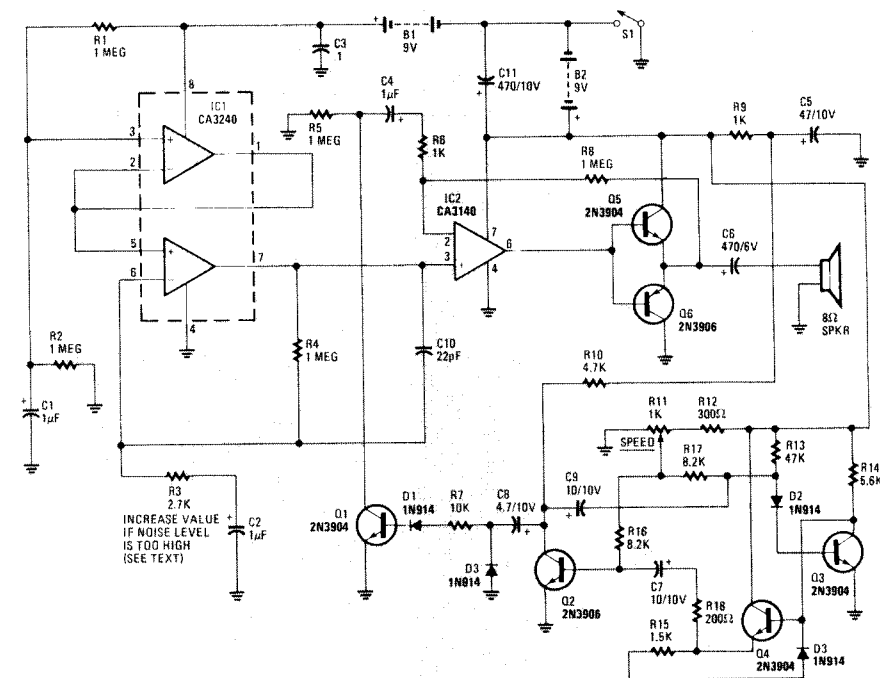 R1
1 MEG
C3
.1
B1
9V
S1
C11
470/10V
B2
9V
8
IC1
CA3240
C4
1µF
R5
1 MEG
R6
1K
R9
1K
C5
47/10V
3
2
1
R8
1 MEG
IC2
CA3140
Q5
2N3904
C6
470/6V
7
2
3
6
4
5
6
7
4
8Ω
SPKR
Q6
2N3906
R2
1 MEG
R4
1 MEG
C10
22pF
C1
1µF
R10
4.7K
R11
1K
R12
300Ω
SPEED
R17
8.2K
R13
47K
R14
5.6K
R3
2.7K
INCREASE VALUE
IF NOISE LEVEL
IS TOO HIGH
(SEE TEXT)
C2
1µF
Q1
2N3904
D1
1N914
R7
10K
C8
4.7/10V
C9
10/10V
D2
1N914
R16
8.2K
D3
1N914
Q2
2N3906
C7
10/10V
R18
200Ω
Q3
2N3904
R15
1.5K
Q4
2N3904
D3
1N914